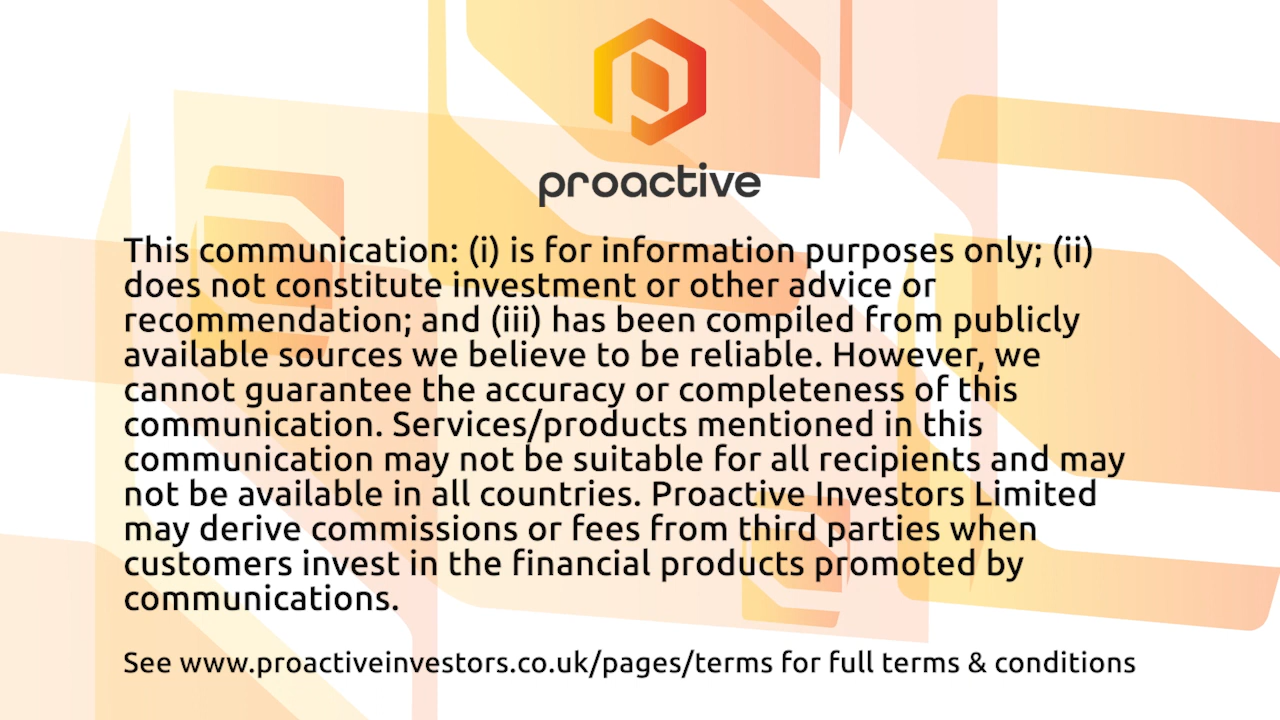 proactive
This communication: (i) is for information purposes only; (ii)
does not constitute investment or other advice or
recommendation; and (iii) has been compiled from publicly
available sources we believe to be reliable. However, we
cannot guarantee the accuracy or completeness of this
communication. Services/products mentioned in this
communication may not be suitable for all recipients and may
not be available in all countries. Proactive Investors Limited
may derive commissions or fees from third parties when
customers invest in the financial products promoted by
communications.
See www.proactiveinvestors.co.uk/pages/terms for full terms & conditions